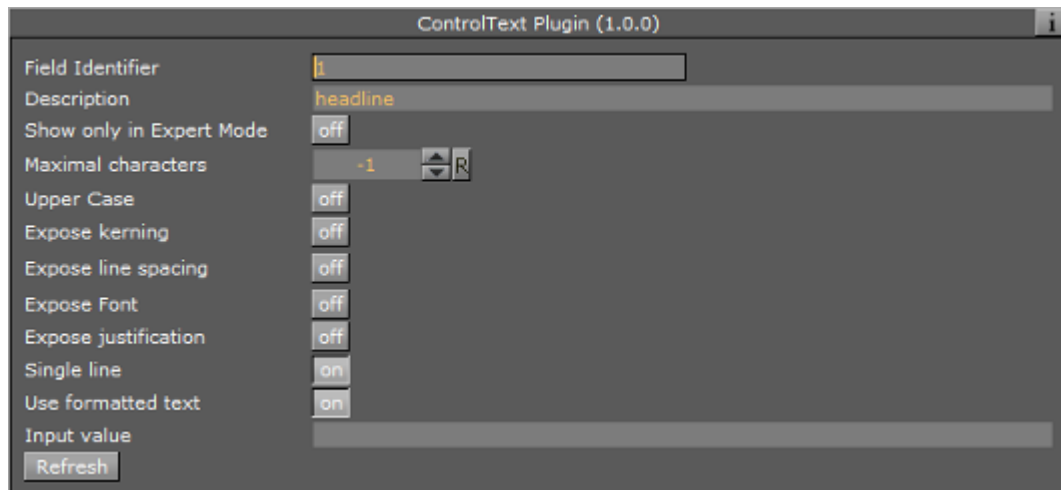 ControlText Plugin (1.0.0) i
Field Identifier 1
Description headline
Show only in Expert Mode off
Maximal characters -1 R
Upper Case off
Expose kerning off
Expose line spacing off
Expose Font off
Expose justification off
Single line on
Use formatted text on
Input value
Refresh